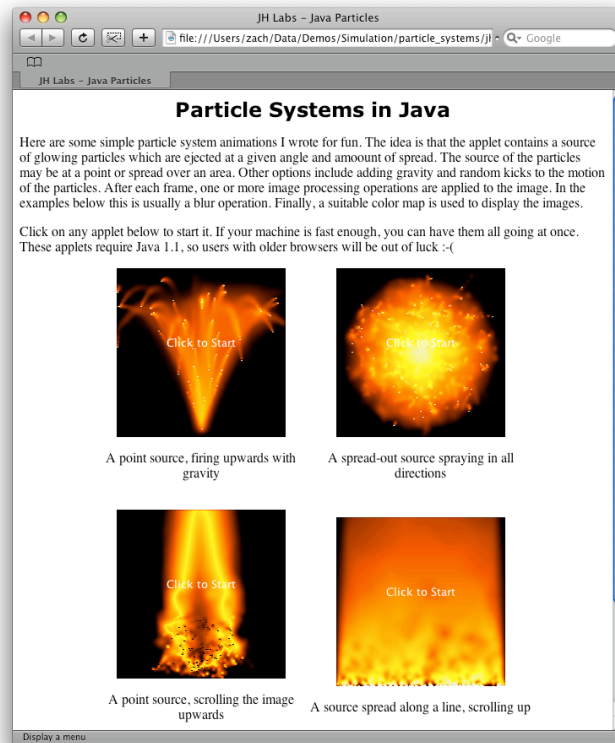 JH Labs – Java Particles
file:///Users/zach/Data/Demos/Simulation/particle_systems/jl
Google
JH Labs – Java Particles
Particle Systems in Java
Here are some simple particle system animations I wrote for fun. The idea is that the applet contains a source
of glowing particles which are ejected at a given angle and amoount of spread. The source of the particles
may be at a point or spread over an area. Other options include adding gravity and random kicks to the motion
of the particles. After each frame, one or more image processing operations are applied to the image. In the
examples below this is usually a blur operation. Finally, a suitable color map is used to display the images.
Click on any applet below to start it. If your machine is fast enough, you can have them all going at once.
These applets require Java 1.1, so users with older browsers will be out of luck :-(
Click to Start
Click to Start
A point source, firing upwards with
gravity
A spread-out source spraying in all
directions
Click to Start
Click to Start
A point source, scrolling the image
upwards
A source spread along a line, scrolling up
Display a menu